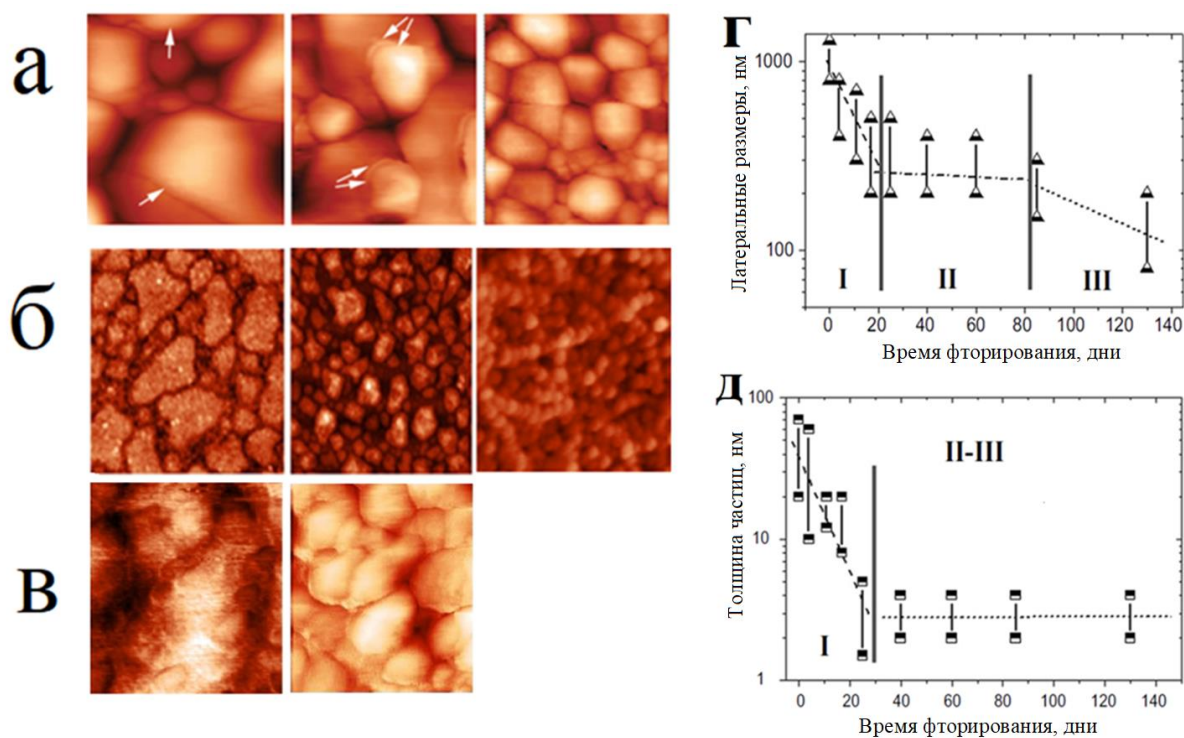 а
б
в
г
Латеральные размеры, нм
1000
100
I
II
III
0 20 40 60 80 100 120 140
Время фторирования, дни
д
Толщина частиц, нм
100
10
1
II-III
I
0 20 40 60 80 100 120 140
Время фторирования, дни